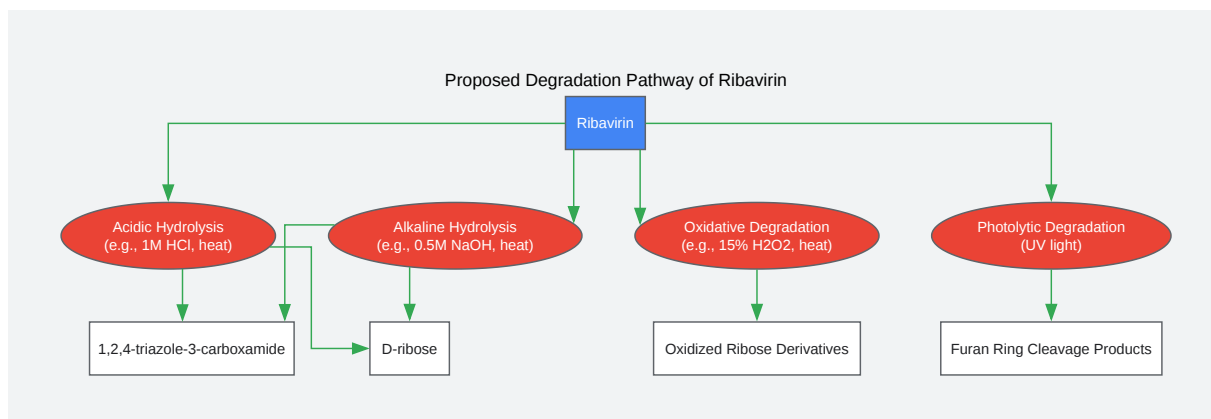 Proposed Degradation Pathway of Ribavirin
Ribavirin
Acidic Hydrolysis
(e.g., 1M HCl, heat)
Alkaline Hydrolysis
(e.g., 0.5M NaOH, heat)
Oxidative Degradation
(e.g., 15% H2O2, heat)
Photolytic Degradation
(UV light)
1,2,4-triazole-3-carboxamide
D-ribose
Oxidized Ribose Derivatives
Furan Ring Cleavage Products